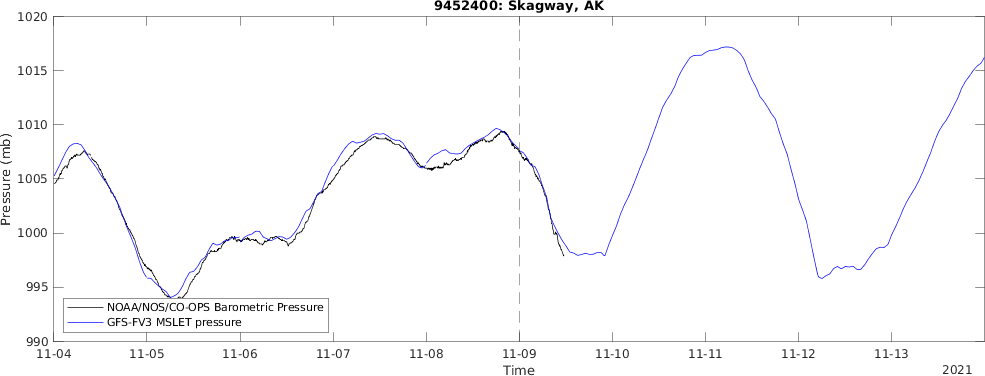 9452400: Skagway, AK
Pressure (mb)
1020
1015
1010
1005
1000
995
990
NOAA/NOS/CO-OPS Barometric Pressure
GFS-FV3 MSLET pressure
11-04 11-05 11-06 11-07 11-08 11-09 11-10 11-11 11-12 11-13
Time
2021